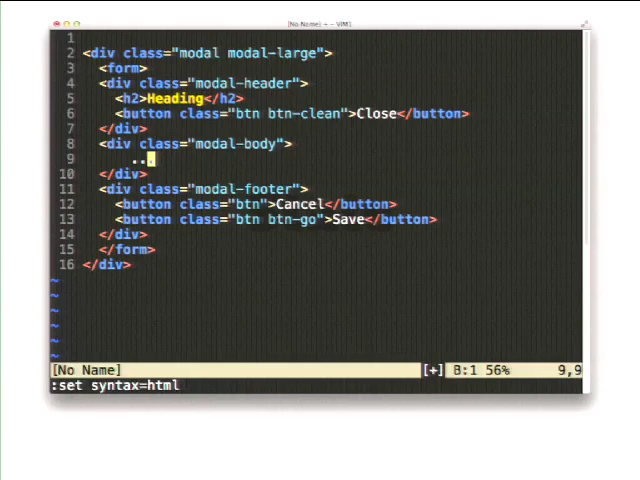 [No Name] + - VIM1
1
2 <div class="modal modal-large">
3 <form>
4 <div class="modal-header">
5 <h2>Heading</h2>
6 <button class="btn btn-clean">Close</button>
7 </div>
8 <div class="modal-body">
9 ...
10 </div>
11 <div class="modal-footer">
12 <button class="btn">Cancel</button>
13 <button class="btn btn-go">Save</button>
14 </div>
15 </form>
16 </div>
~
~
~
~
~
~
[No Name] [+] B:1 56% 9,9
:set syntax=html